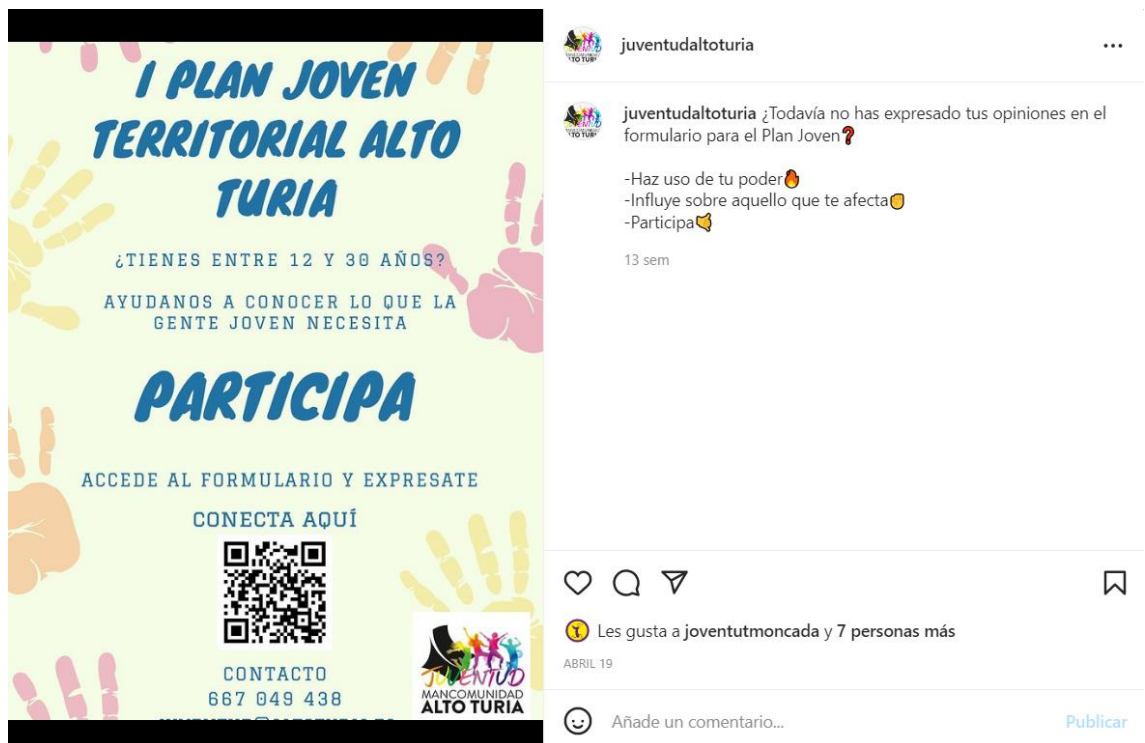 I PLAN JOVEN
TERRITORIAL ALTO
TURIA
¿TIENES ENTRE 12 Y 30 AÑOS?
AYUDANOS A CONOCER LO QUE LA
GENTE JOVEN NECESITA
PARTICIPA
ACCEDE AL FORMULARIO Y EXPRESATE
CONECTA AQUÍ
CONTACTO
667 049 438
JUVENTUD
MANCOMUNIDAD
ALTO TURIA
juventudaltoturia
juventudaltoturia ¿Todavía no has expresado tus opiniones en el
formulario para el Plan Joven❓
-Haz uso de tu poder🔥
-Influye sobre aquello que te afecta✊
-Participa🤙
13 sem
Les gusta a joventutmoncada y 7 personas más
ABRIL 19
Añade un comentario...
Publicar